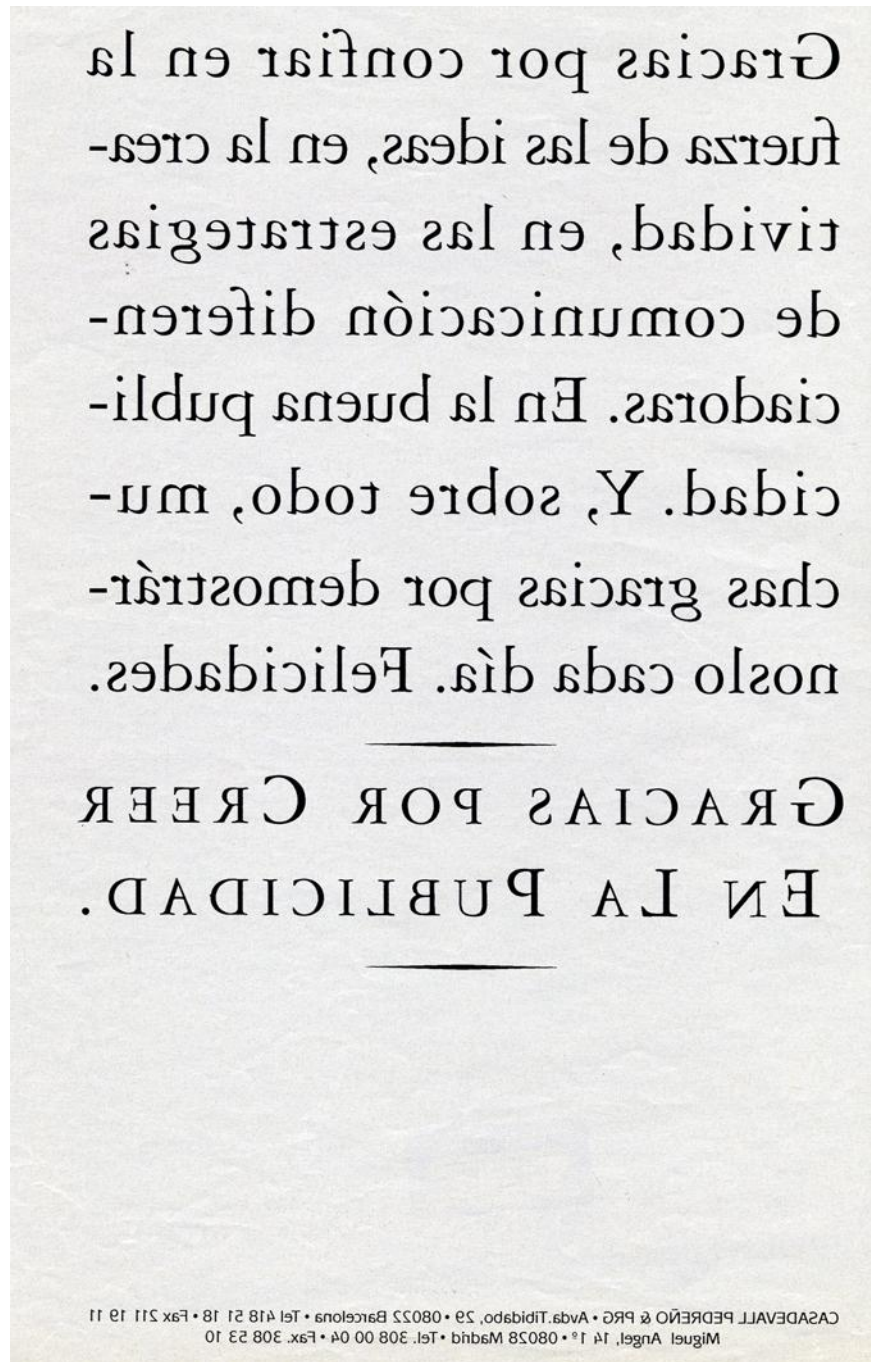 Gracias por confiar en la
fuerza de las ideas, en la crea-
tividad, en las estrategias
de comunicación diferen-
ciadoras. En la buena publi-
cidad. Y, sobre todo, mu-
chas gracias por demostrár-
noslo cada día. Felicidades.
GRACIAS POR CREER
EN LA PUBLICIDAD.
CASADEVALL PEDREÑO & PRG • Avda.Tibidabo, 29 • 08022 Barcelona • Tel 418 51 18 • Fax 211 19 11
Miguel Angel, 14 1º • 08028 Madrid • Tel. 308 00 04 • Fax. 308 53 10